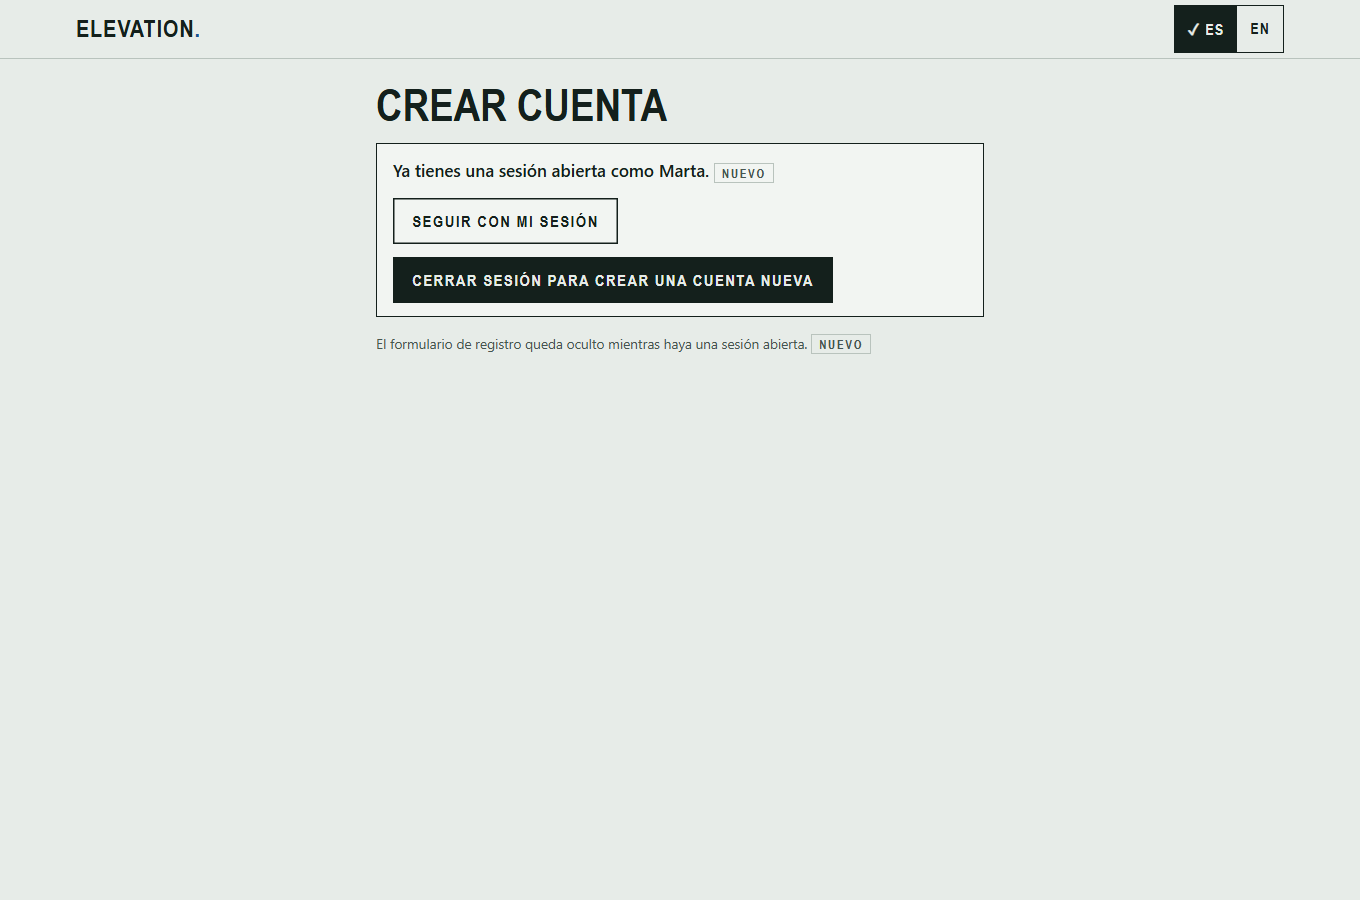 ELEVATION.
✓ ES EN
CREAR CUENTA
Ya tienes una sesión abierta como Marta. NUEVO
SEGUIR CON MI SESIÓN
CERRAR SESIÓN PARA CREAR UNA CUENTA NUEVA
El formulario de registro queda oculto mientras haya una sesión abierta. NUEVO